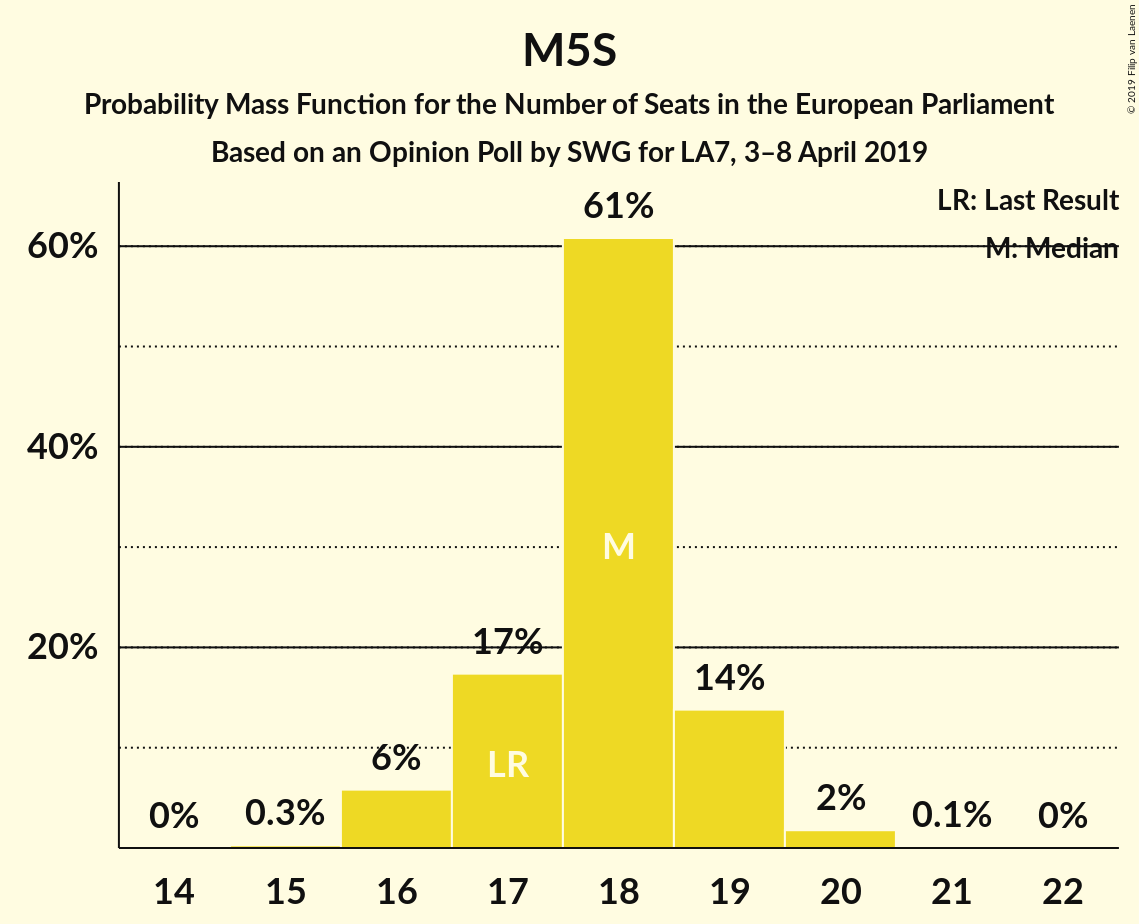 M5S
Probability Mass Function for the Number of Seats in the European Parliament
Based on an Opinion Poll by SWG for LA7, 3–8 April 2019
© 2019 Filip van Laenen
LR: Last Result
M: Median
60%
40%
20%
0%
0.3%
6%
17%
61%
14%
2%
0.1%
0%
LR
M
14 15 16 17 18 19 20 21 22